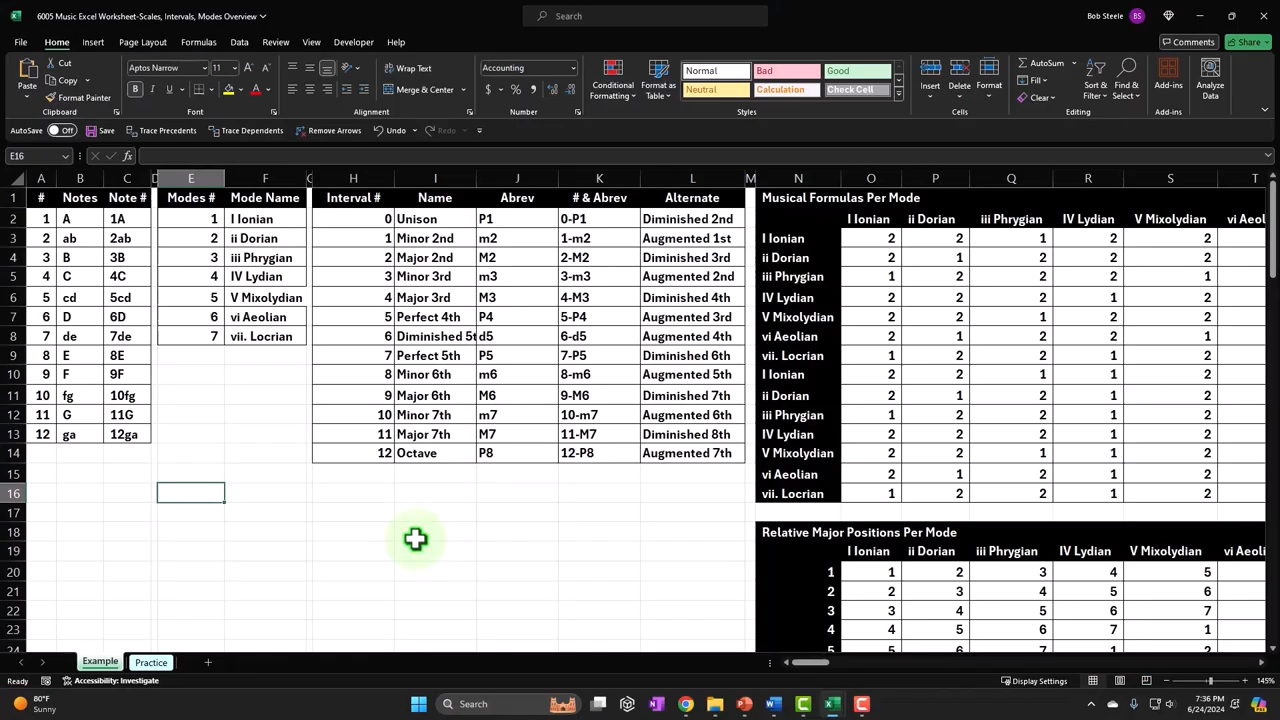 6005 Music Excel Worksheet-Scales, Intervals, Modes Overview
Search
Bob Steele
BS
File Home Insert Page Layout Formulas Data Review View Developer Help
Comments Share
Paste
Cut
Copy
Format Painter
Clipboard
Aptos Narrow 11
B I U
Font
Wrap Text
Merge & Center
Alignment
Accounting
$ %
Number
Conditional Formatting
Format as Table
Normal Bad Good
Neutral Calculation Check Cell
Styles
Insert Delete Format
Cells
AutoSum
Fill
Clear
Sort & Filter
Find & Select
Editing
Add-ins
Add-ins
Analyze Data
AutoSave Off Save Trace Precedents Trace Dependents Remove Arrows Undo Redo
E16 fx
A B C D E F G H I J K L M N O P Q R S T
1 # Notes Note # Modes # Mode Name Interval # Name Abrev # & Abrev Alternate Musical Formulas Per Mode
2 1 A 1A 1 I Ionian 0 Unison P1 0-P1 Diminished 2nd I Ionian ii Dorian iii Phrygian IV Lydian V Mixolydian vi Aeol
3 2 ab 2ab 2 ii Dorian 1 Minor 2nd m2 1-m2 Augmented 1st I Ionian 2 2 1 2 2
4 3 B 3B 3 iii Phrygian 2 Major 2nd M2 2-M2 Diminished 3rd ii Dorian 2 1 2 2 2
5 4 C 4C 4 IV Lydian 3 Minor 3rd m3 3-m3 Augmented 2nd iii Phrygian 1 2 2 2 1
6 5 cd 5cd 5 V Mixolydian 4 Major 3rd M3 4-M3 Diminished 4th IV Lydian 2 2 2 1 2
7 6 D 6D 6 vi Aeolian 5 Perfect 4th P4 5-P4 Augmented 3rd V Mixolydian 2 2 1 2 2
8 7 de 7de 7 vii. Locrian 6 Diminished 5t d5 6-d5 Augmented 4th vi Aeolian 2 1 2 2 1
9 8 E 8E 7 Perfect 5th P5 7-P5 Diminished 6th vii. Locrian 1 2 2 1 2
10 9 F 9F 8 Minor 6th m6 8-m6 Augmented 5th I Ionian 2 2 1 2 2
11 10 fg 10fg 9 Major 6th M6 9-M6 Diminished 7th ii Dorian 2 1 2 2 2
12 11 G 11G 10 Minor 7th m7 10-m7 Augmented 6th iii Phrygian 1 2 2 2 1
13 12 ga 12ga 11 Major 7th M7 11-M7 Diminished 8th IV Lydian 2 2 2 1 2
14 12 Octave P8 12-P8 Augmented 7th V Mixolydian 2 2 1 1 2
15 vi Aeolian 2 1 2 1 2
16 vii. Locrian 1 2 2 1 2
17
18 Relative Major Positions Per Mode
19 I Ionian ii Dorian iii Phrygian IV Lydian V Mixolydian vi Aeoli
20 1 1 2 3 4 5
21 2 2 3 4 5 6
22 3 3 4 5 6 7
23 4 4 5 6 7 1
24 5 5 6 7 1 2
Example Practice
Ready Accessibility: Investigate Display Settings 145%
80°F
Sunny
Search
7:36 PM
6/24/2024